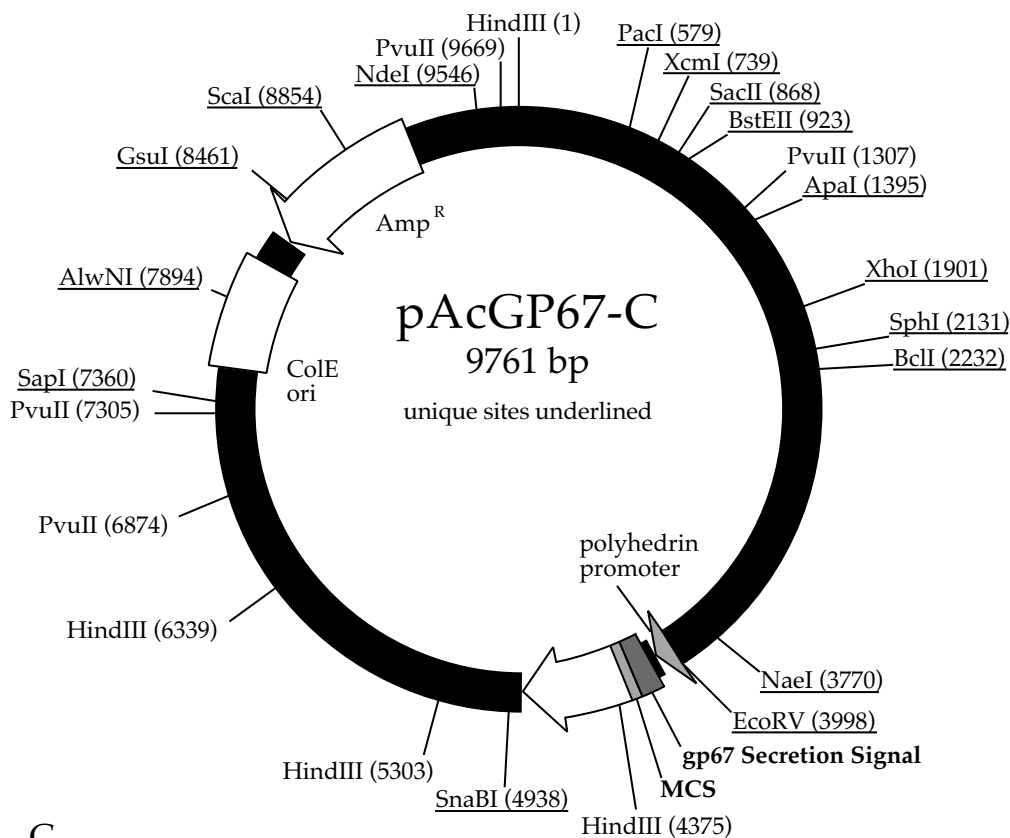 HindIII (1)
PvuII (9669)
NdeI (9546)
ScaI (8854)
GsuI (8461)
AlwNI (7894)
SapI (7360)
PvuII (7305)
PvuII (6874)
HindIII (6339)
HindIII (5303)
SnaBI (4938)
HindIII (4375)
MCS
gp67 Secretion Signal
EcoRV (3998)
NaeI (3770)
BclI (2232)
SphI (2131)
XhoI (1901)
ApaI (1395)
PvuII (1307)
BstEII (923)
SacII (868)
XcmI (739)
PacI (579)
Amp R
ColE
ori
pAcGP67-C
9761 bp
unique sites underlined
polyhedrin
promoter
C